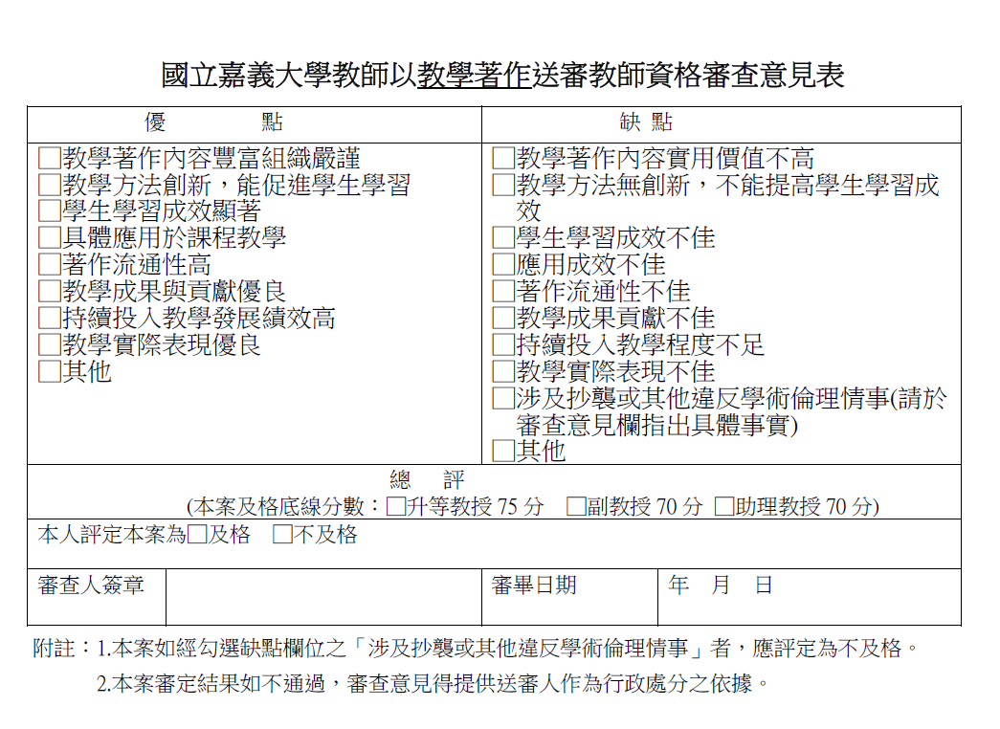 國立嘉義大學教師以教學著作送審教師資格審查意見表
優 點
缺 點
□教學著作內容豐富組織嚴謹
□教學方法創新，能促進學生學習
□學生學習成效顯著
□具體應用於課程教學
□著作流通性高
□教學成果與貢獻優良
□持續投入教學發展績效高
□教學實際表現優良
□其他
□教學著作內容實用價值不高
□教學方法無創新，不能提高學生學習成
效
□學生學習成效不佳
□應用成效不佳
□著作流通性不佳
□教學成果貢獻不佳
□持續投入教學程度不足
□教學實際表現不佳
□涉及抄襲或其他違反學術倫理情事(請於
審查意見欄指出具體事實)
□其他
總 評
(本案及格底線分數：□升等教授 75 分 □副教授 70 分 □助理教授 70 分)
本人評定本案為□及格 □不及格
審查人簽章 審畢日期 年 月 日
附註：1.本案如經勾選缺點欄位之「涉及抄襲或其他違反學術倫理情事」者，應評定為不及格。
2.本案審定結果如不通過，審查意見得提供送審人作為行政處分之依據。